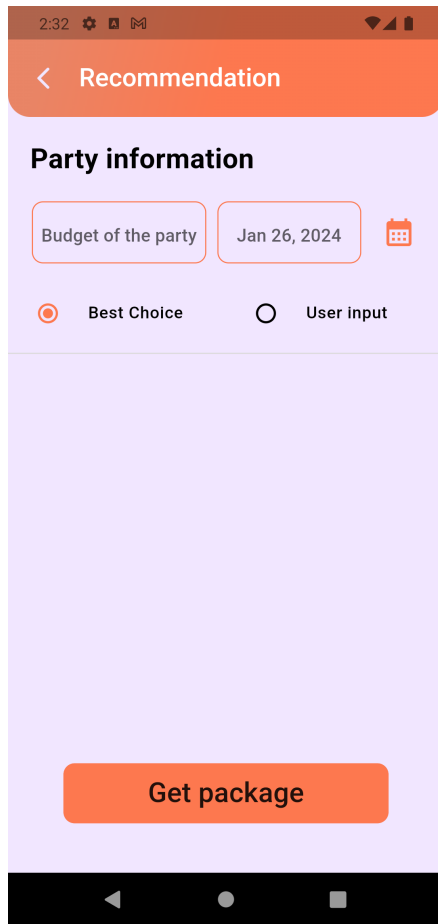 2:32
Recommendation
Party information
Budget of the party
Jan 26, 2024
Best Choice
User input
Get package